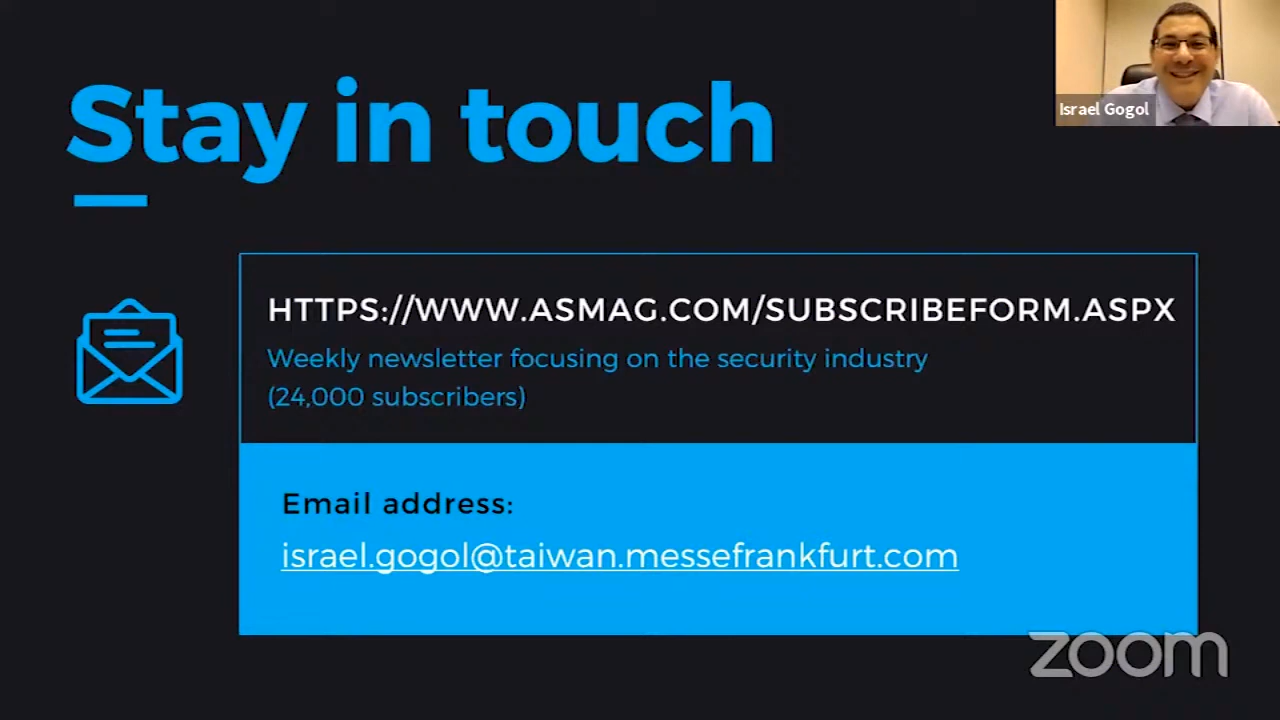 Stay in touch
Israel Gogol
HTTPS://WWW.ASMAG.COM/SUBSCRIBEFORM.ASPX
Weekly newsletter focusing on the security industry
(24,000 subscribers)
Email address:
israel.gogol@taiwan.messefrankfurt.com
zoom